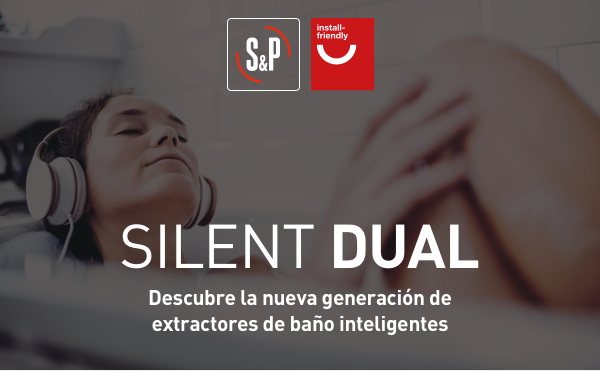 S&P
install-
friendly
SILENT DUAL
Descubre la nueva generación de
extractores de baño inteligentes